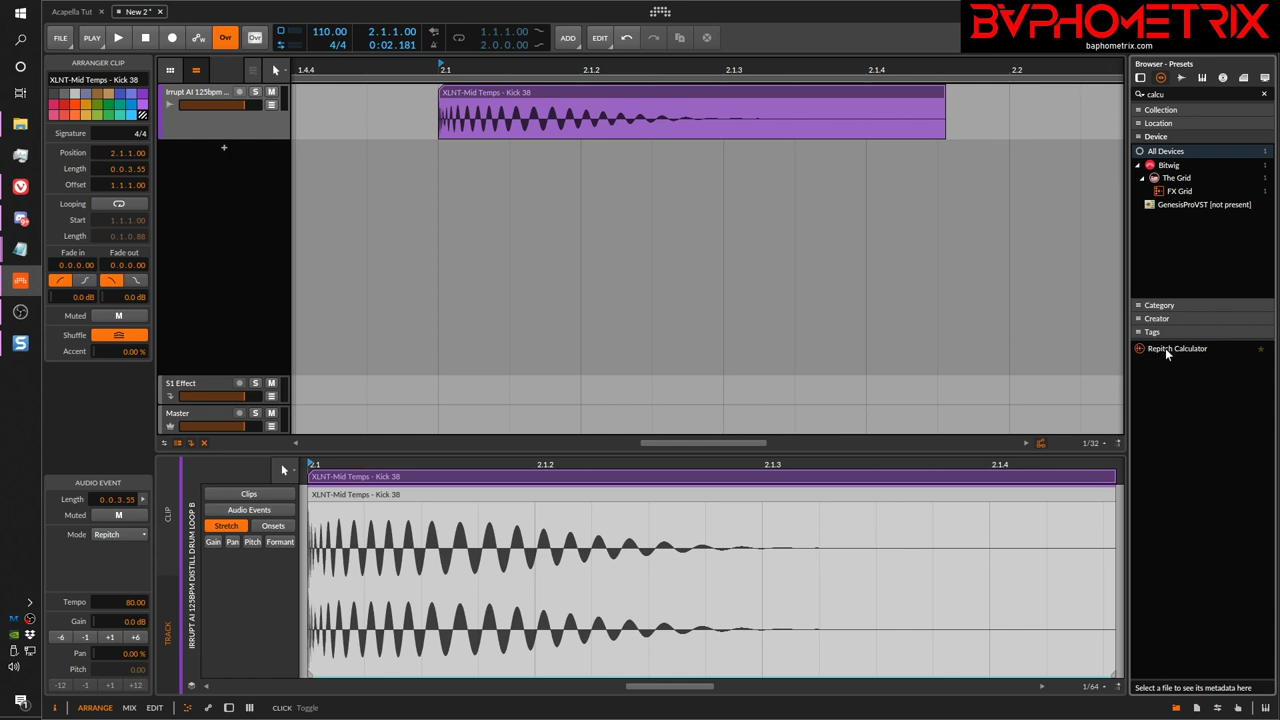 Acapella Tut ×
New 2 * ×
BAPHOMETRIX
baphometrix.com
FILE PLAY Ovr Ovr
110.00 2.1.1.00
4/4 0:02.181
1.1.1.00
2.0.0.00
ADD EDIT
ARRANGER CLIP
XLNT-Mid Temps - Kick 38
Signature 4/4
Position 2.1.1.00
Length 0.0.3.55
Offset 1.1.1.00
Looping
Start 1.1.1.00
Length 0.1.0.88
Fade in Fade out
0.0.0.00 0.0.0.00
0.0 dB 0.0 dB
Muted M
Shuffle
Accent 0.00 %
AUDIO EVENT
Length 0.0.3.55
Muted M
Mode Repitch
Tempo 80.00
Gain 0.0 dB
-6 -1 +1 +6
Pan 0.00 %
Pitch 0.00
-12 -1 +1 +12
1.4.4 2.1 2.1.2 2.1.3 2.1.4 2.2
Irrupt AI 125bpm ... S M
XLNT-Mid Temps - Kick 38
S1 Effect S M
Master S M
1/32
2.1 2.1.2 2.1.3 2.1.4
XLNT-Mid Temps - Kick 38
XLNT-Mid Temps - Kick 38
CLIP
TRACK
IRRUPT AI 125BPM DISTILL DRUM LOOP B
Clips
Audio Events
Stretch Onsets
Gain Pan Pitch Formant
1/64
Browser - Presets
calcu ×
Collection
Location
Device
All Devices 1
Bitwig 1
The Grid 1
FX Grid 1
GenesisProVST [not present]
Category
Creator
Tags
Repitch Calculator
Select a file to see its metadata here
ARRANGE MIX EDIT CLICK Toggle